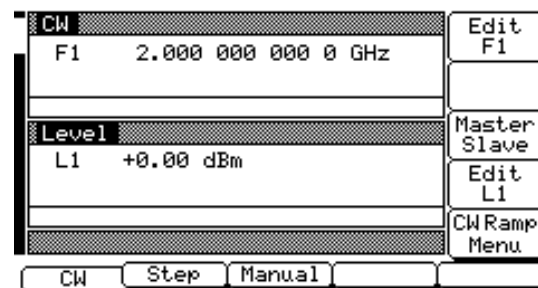 CW
F1 2.000 000 000 0 GHz
Level
L1 +0.00 dBm
Edit
F1
Master
Slave
Edit
L1
CW Ramp
Menu
CW Step Manual